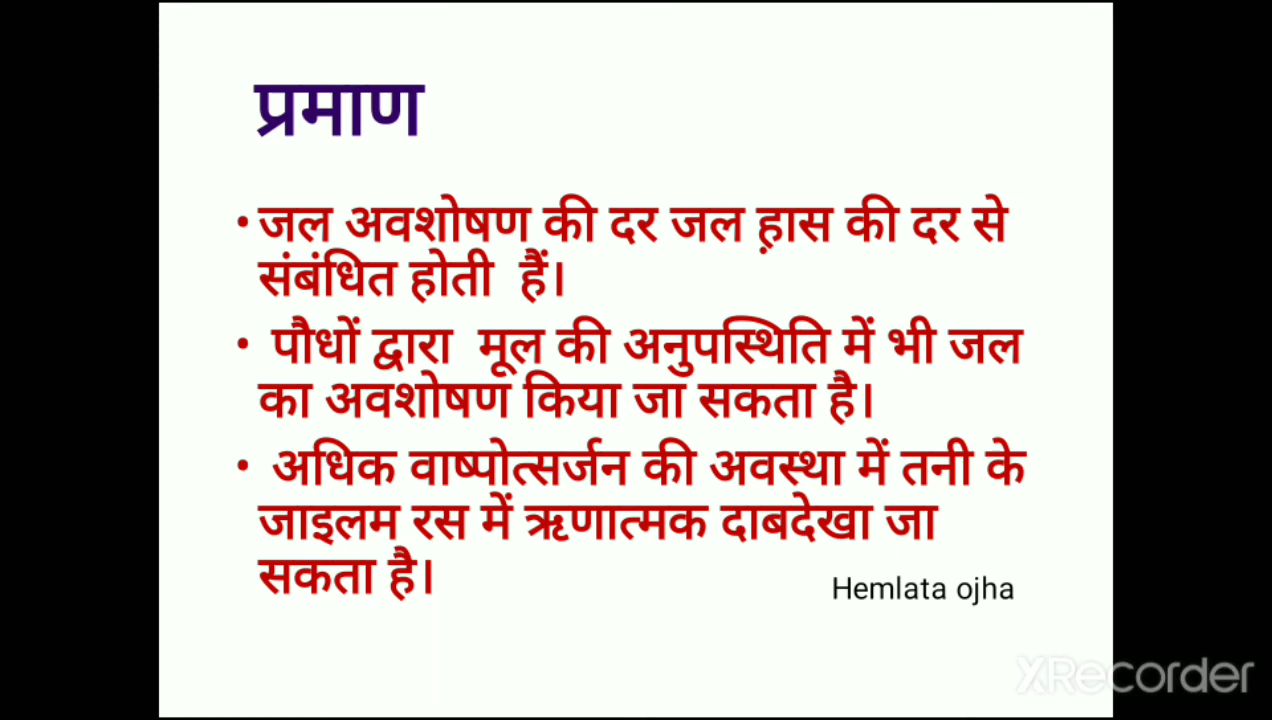 प्रमाण
• जल अवशोषण की दर जल ह़ास की दर से
संबंधित होती हैं।
• पौधों द्वारा मूल की अनुपस्थिति में भी जल
का अवशोषण किया जा सकता है।
• अधिक वाष्पोत्सर्जन की अवस्था में तनी के
जाइलम रस में ऋणात्मक दाबदेखा जा
सकता है।
Hemlata ojha
XRecorder